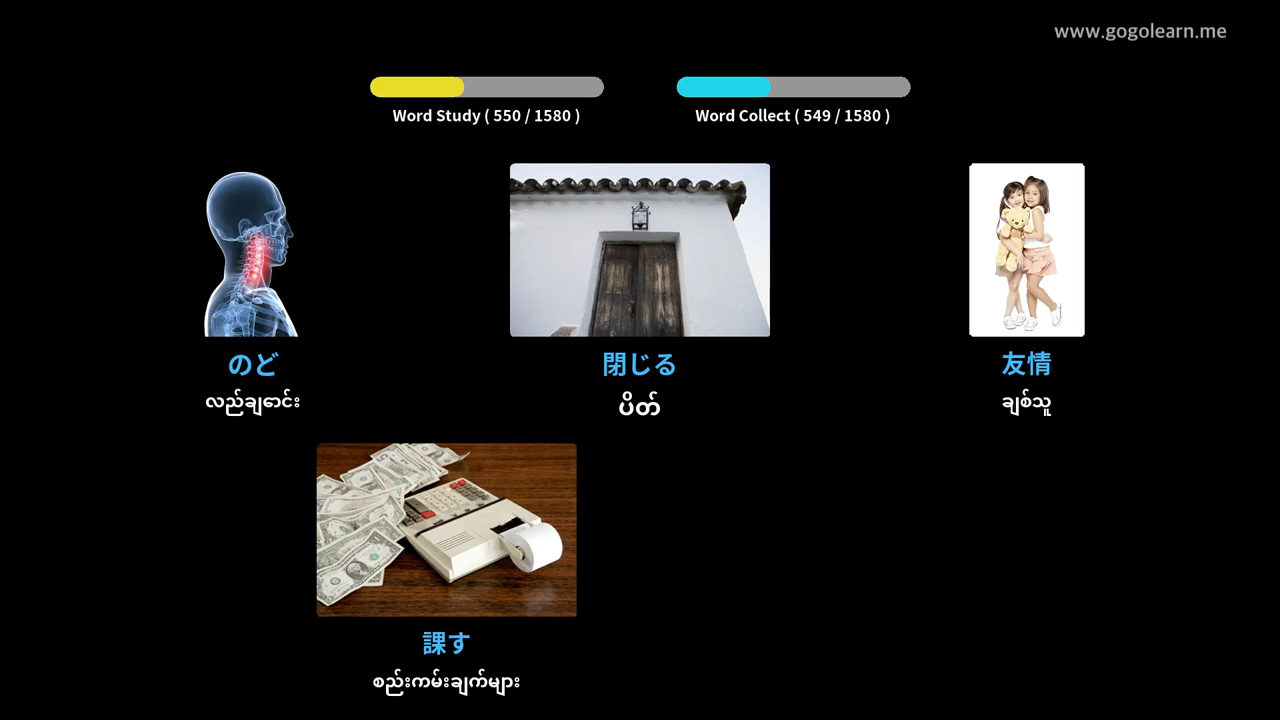 www.gogolearn.me
Word Study ( 550 / 1580 )
Word Collect ( 549 / 1580 )
のど
閉じる
友情
လည်ချောင်း
ပိတ်
ချစ်သူ
課す
စည်းကမ်းချက်များ